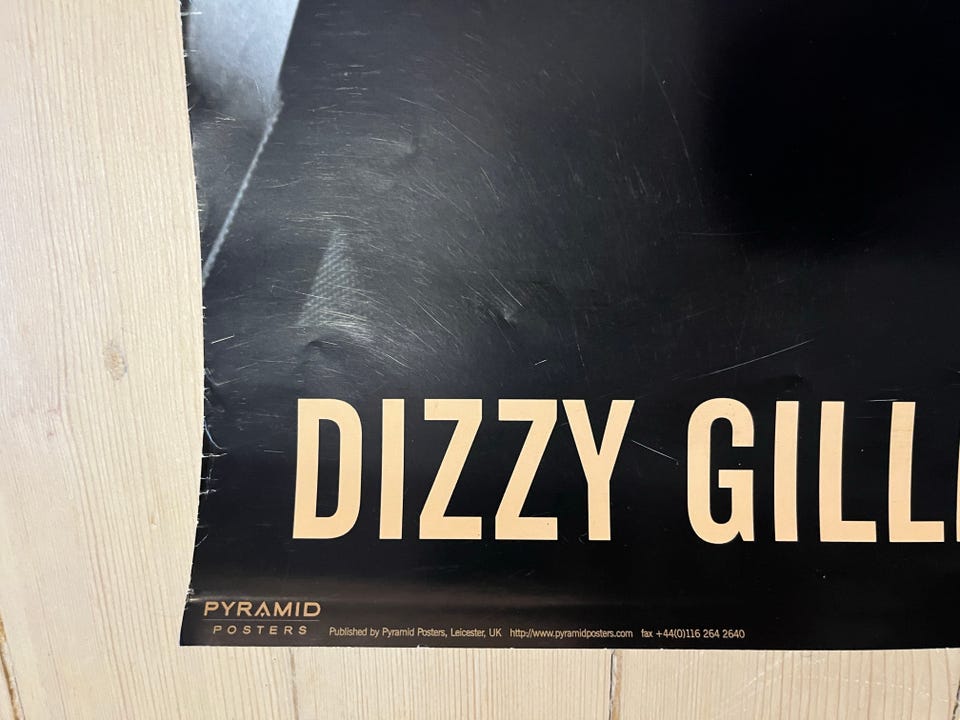 DIZZY GILL
PYRAMID
POSTERS
Published by Pyramid Posters, Leicester, UK http://www.pyramidposters.com fax +44(0)116 264 2640